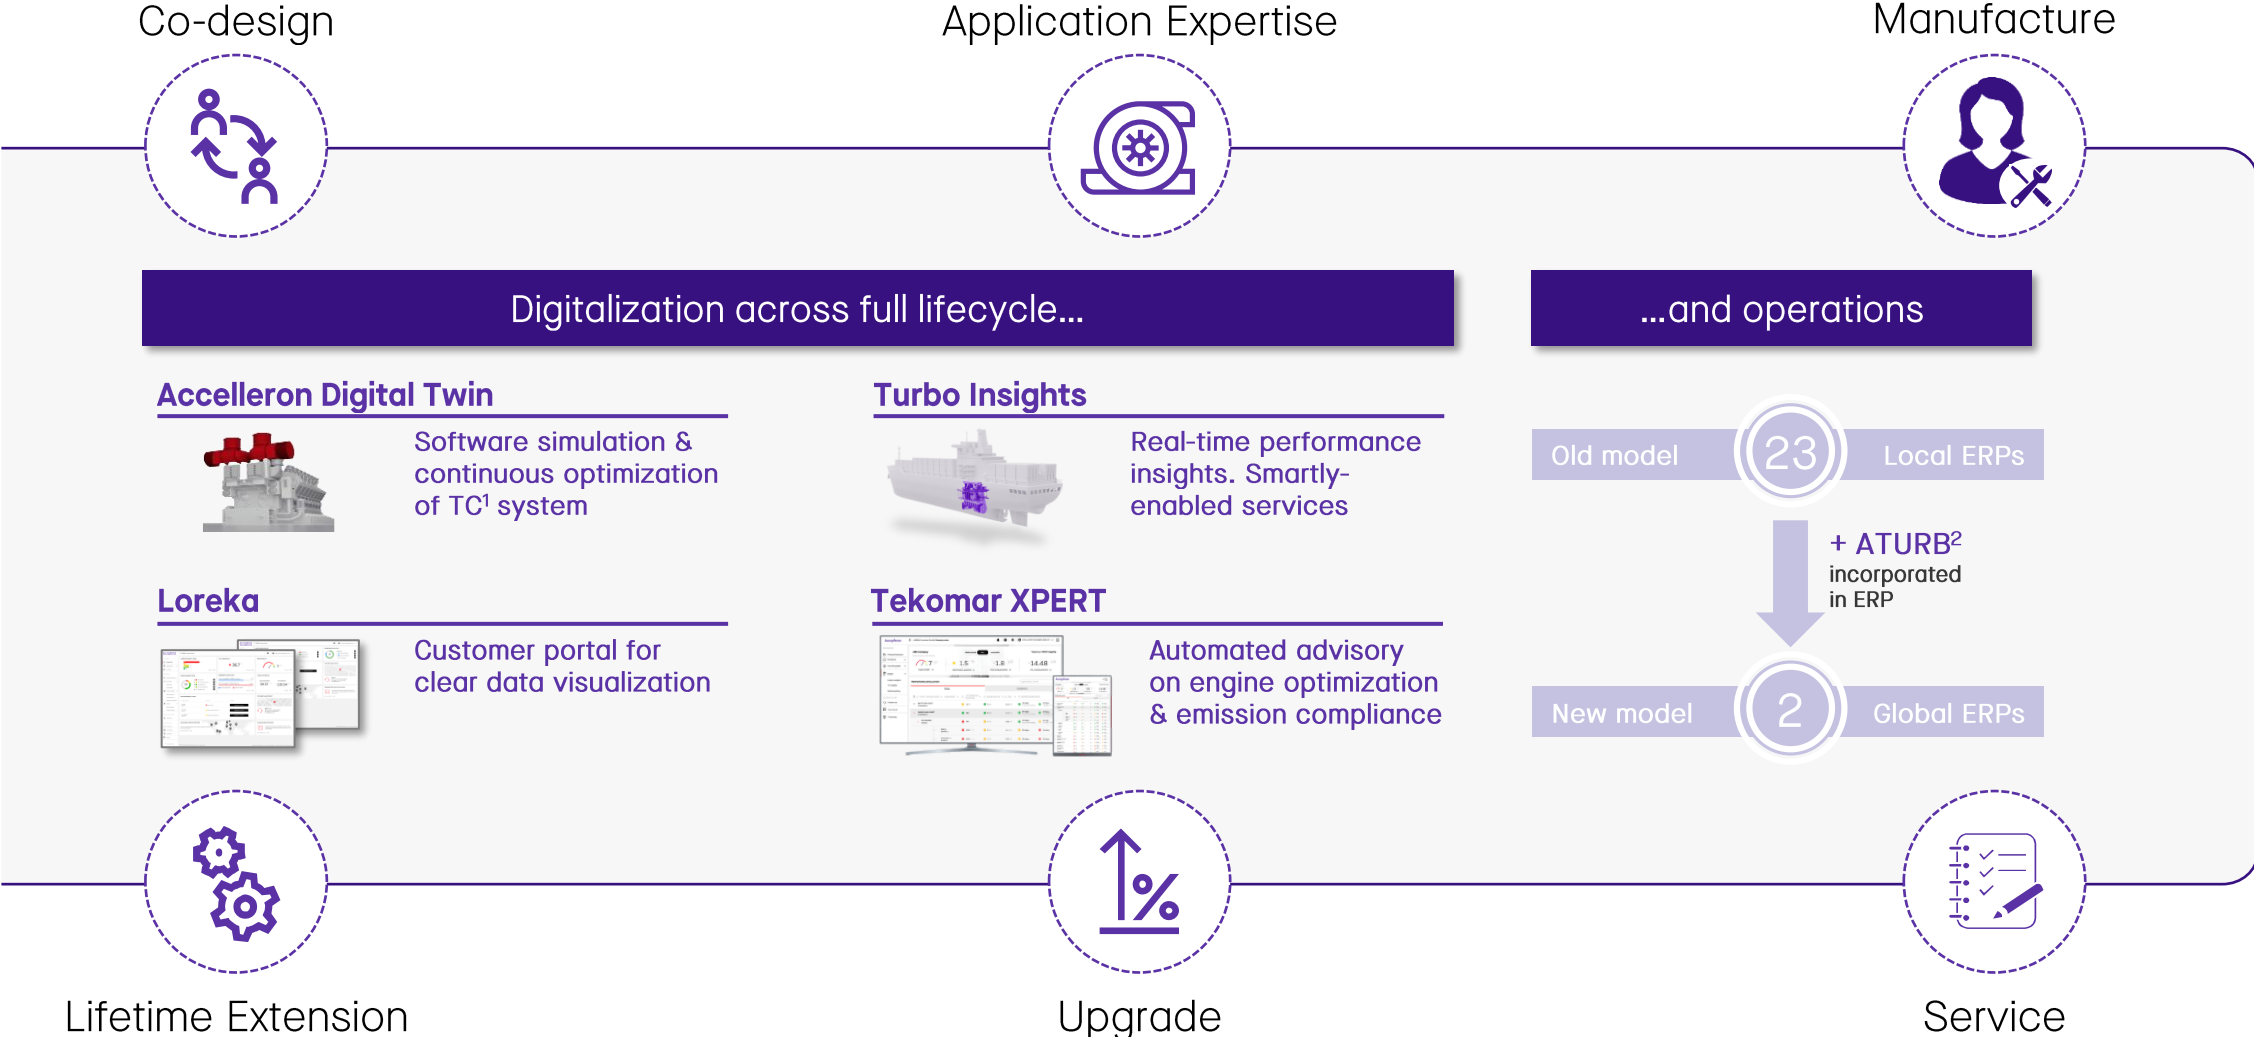 Co-design
Application Expertise
Manufacture
Digitalization across full lifecycle...
...and operations
Accelleron Digital Twin
Software simulation &
continuous optimization
of TC¹ system
Turbo Insights
Real-time performance
insights. Smartly-
enabled services
Old model
23
Local ERPs
+ ATURB²
incorporated
in ERP
Loreka
Customer portal for
clear data visualization
Tekomar XPERT
Automated advisory
on engine optimization
& emission compliance
New model
2
Global ERPs
%
Lifetime Extension
Upgrade
Service